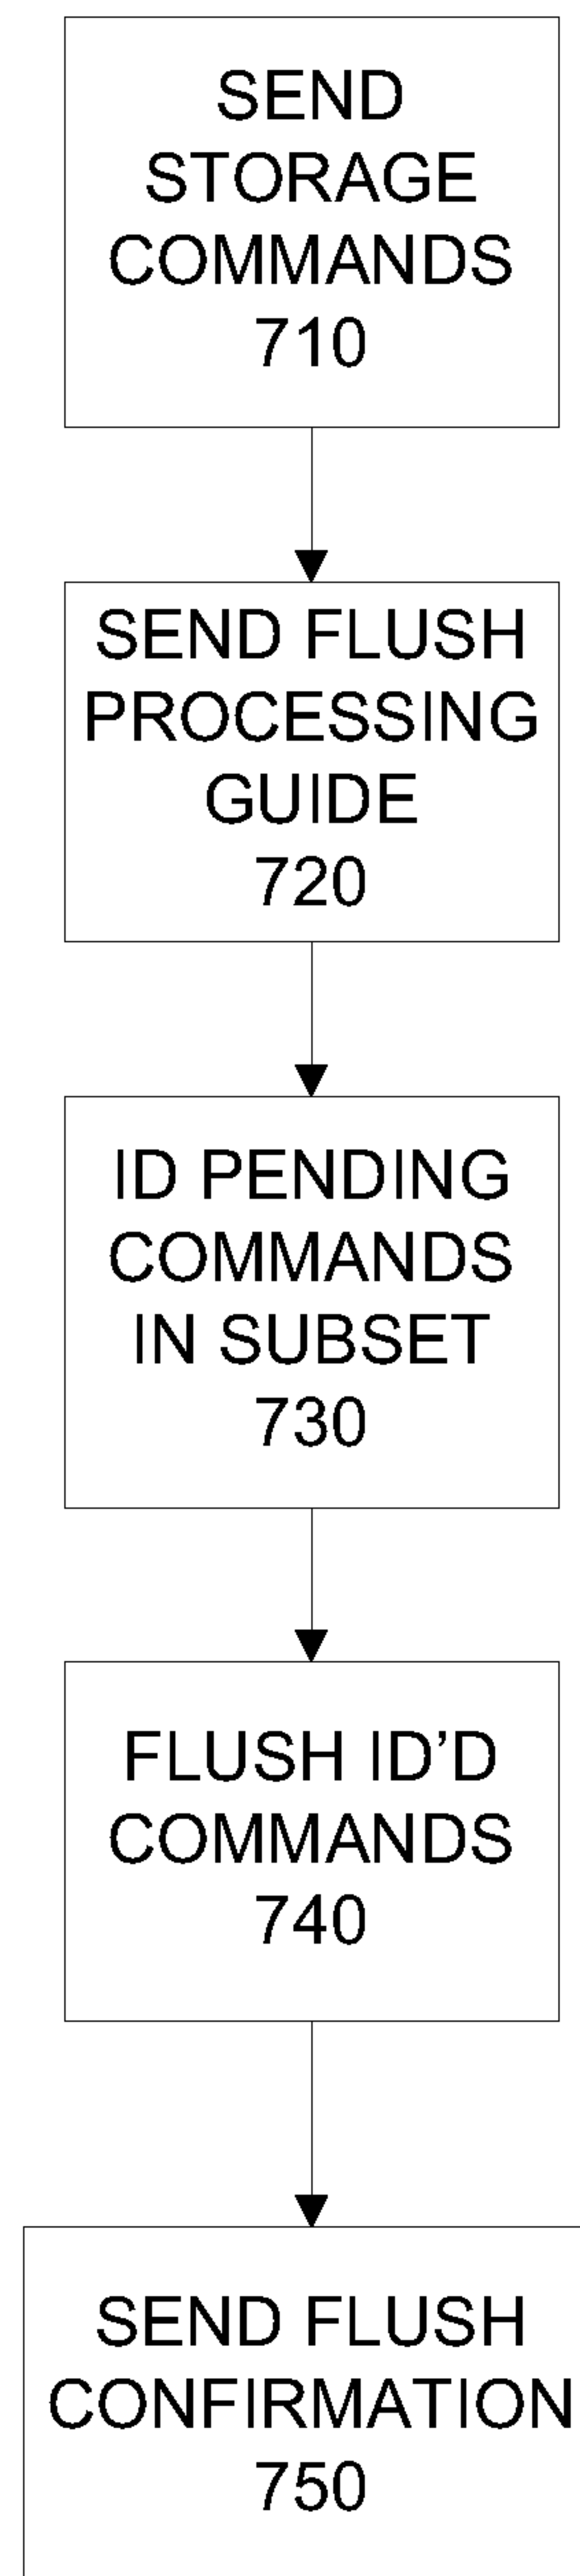 SEND
STORAGE
COMMANDS
710
SEND FLUSH
PROCESSING
GUIDE
720
ID PENDING
COMMANDS
IN SUBSET
730
FLUSH ID’D
COMMANDS
740
SEND FLUSH
CONFIRMATION
750